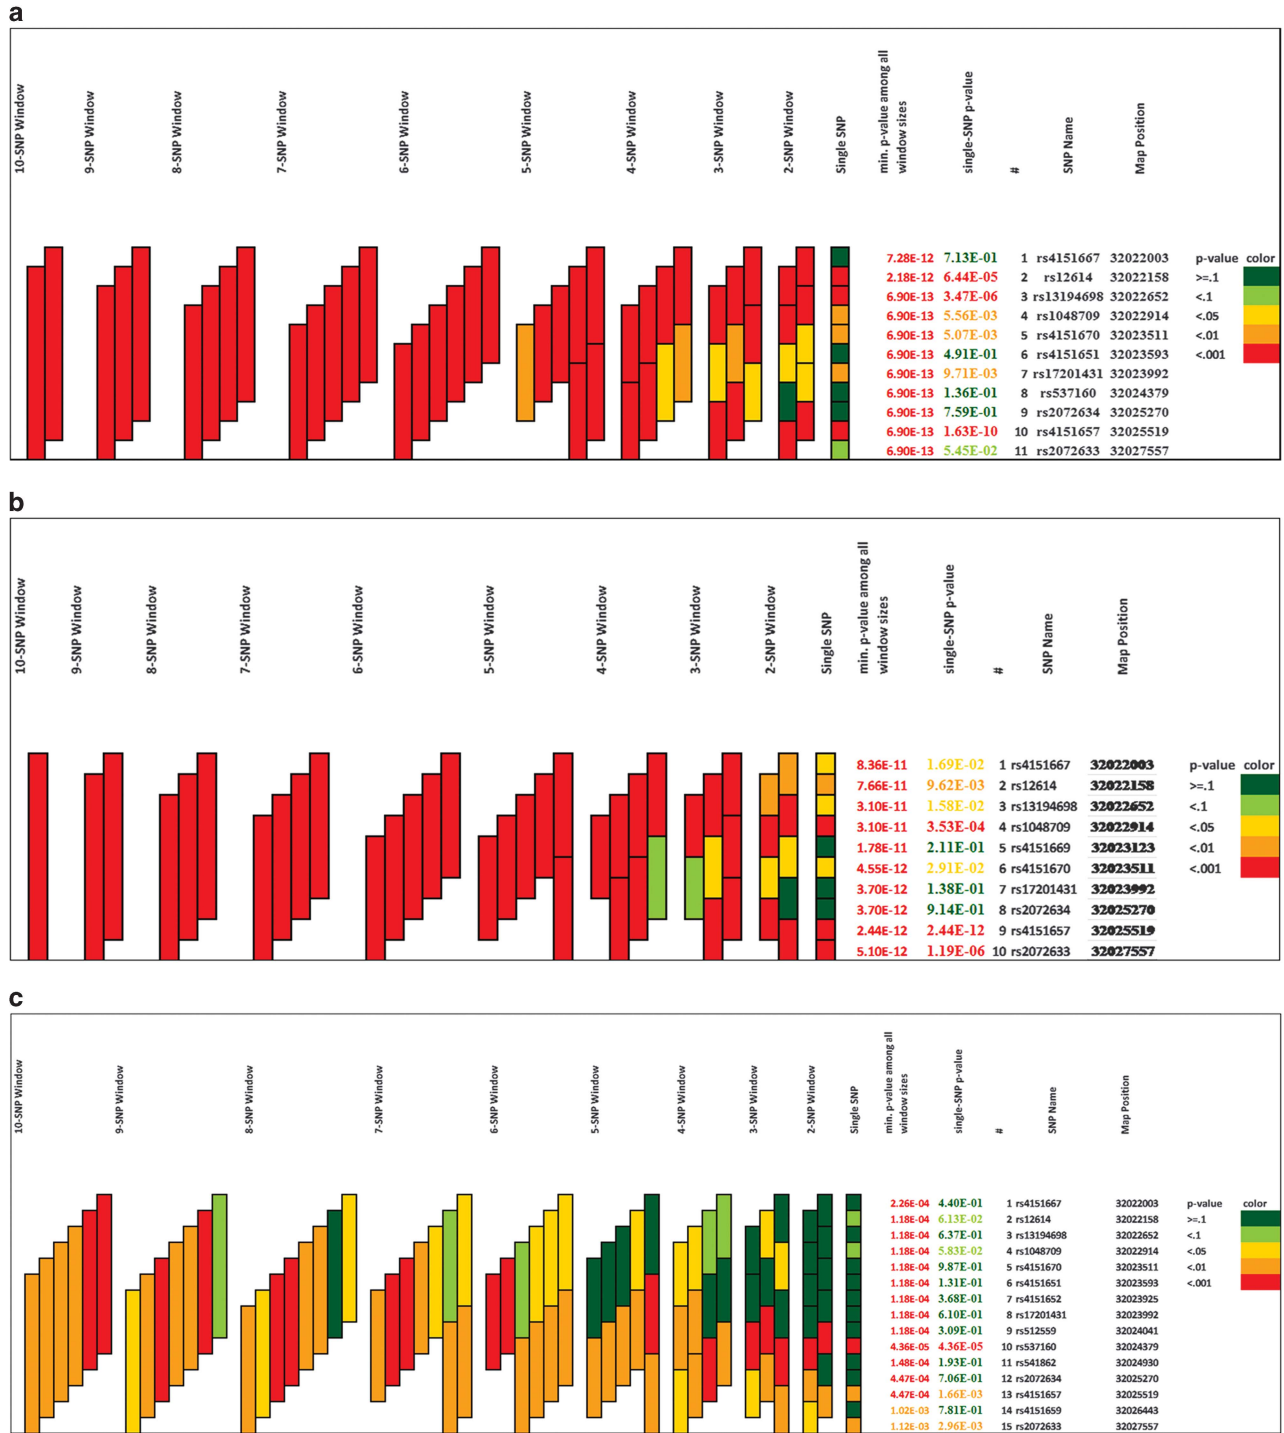 a
10-SNP Window
9-SNP Window
8-SNP Window
7-SNP Window
6-SNP Window
5-SNP Window
4-SNP Window
3-SNP Window
2-SNP Window
Single SNP
min. p-value among all window sizes
single-SNP p-value
#
SNP Name
Map Position
7.28E-12 7.13E-01 1 rs4151667 32022003 p-value color
2.18E-12 6.44E-05 2 rs12614 32022158 >=.1
6.90E-13 3.47E-06 3 rs13194698 32022652 <.1
6.90E-13 5.56E-03 4 rs1048709 32022914 <.05
6.90E-13 5.07E-03 5 rs4151670 32023511 <.01
6.90E-13 4.91E-01 6 rs4151651 32023593 <.001
6.90E-13 9.71E-03 7 rs17201431 32023992
6.90E-13 1.36E-01 8 rs537160 32024379
6.90E-13 7.59E-01 9 rs2072634 32025270
6.90E-13 1.63E-10 10 rs4151657 32025519
6.90E-13 5.45E-02 11 rs2072633 32027557
b
10-SNP Window
9-SNP Window
8-SNP Window
7-SNP Window
6-SNP Window
5-SNP Window
4-SNP Window
3-SNP Window
2-SNP Window
Single SNP
min. p-value among all window sizes
single-SNP p-value
#
SNP Name
Map Position
8.36E-11 1.69E-02 1 rs4151667 32022003 p-value color
7.66E-11 9.62E-03 2 rs12614 32022158 >=.1
3.10E-11 1.58E-02 3 rs13194698 32022652 <.1
3.10E-11 3.53E-04 4 rs1048709 32022914 <.05
1.78E-11 2.11E-01 5 rs4151669 32023123 <.01
4.55E-12 2.91E-02 6 rs4151670 32023511 <.001
3.70E-12 1.38E-01 7 rs17201431 32023992
3.70E-12 9.14E-01 8 rs2072634 32025270
2.44E-12 2.44E-12 9 rs4151657 32025519
5.10E-12 1.19E-06 10 rs2072633 32027557
c
10-SNP Window
9-SNP Window
8-SNP Window
7-SNP Window
6-SNP Window
5-SNP Window
4-SNP Window
3-SNP Window
2-SNP Window
Single SNP
min. p-value among all window sizes
single-SNP p-value
#
SNP Name
Map Position
2.26E-04 4.40E-01 1 rs4151667 32022003 p-value color
1.18E-04 6.13E-02 2 rs12614 32022158 >=.1
1.18E-04 6.37E-01 3 rs13194698 32022652 <.1
1.18E-04 5.83E-02 4 rs1048709 32022914 <.05
1.18E-04 9.87E-01 5 rs4151670 32023511 <.01
1.18E-04 1.31E-01 6 rs4151651 32023593 <.001
1.18E-04 3.68E-01 7 rs4151652 32023925
1.18E-04 6.10E-01 8 rs17201431 32023992
1.18E-04 3.09E-01 9 rs512559 32024041
4.36E-05 4.36E-05 10 rs537160 32024379
1.48E-04 1.93E-01 11 rs541862 32024930
4.47E-04 7.06E-01 12 rs2072634 32025270
4.47E-04 1.66E-03 13 rs4151657 32025519
1.02E-03 7.81E-01 14 rs4151659 32026443
1.12E-03 2.96E-03 15 rs2072633 32027557